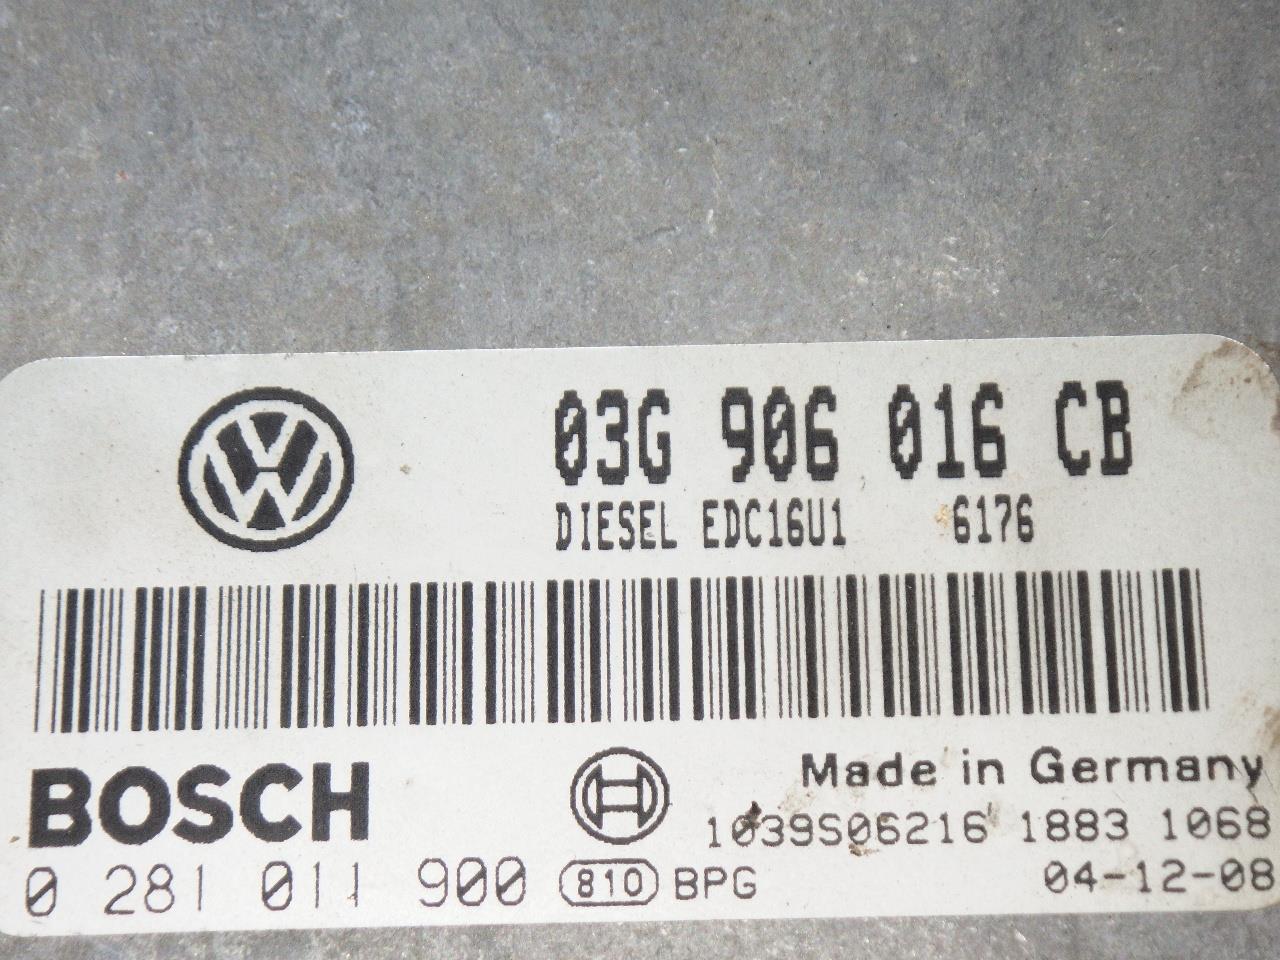 03G 906 016 CB
DIESEL EDC16U1 6176
BOSCH
Made in Germany
1039S06216 1883 1068
0 281 011 900 810 BPG 04-12-08